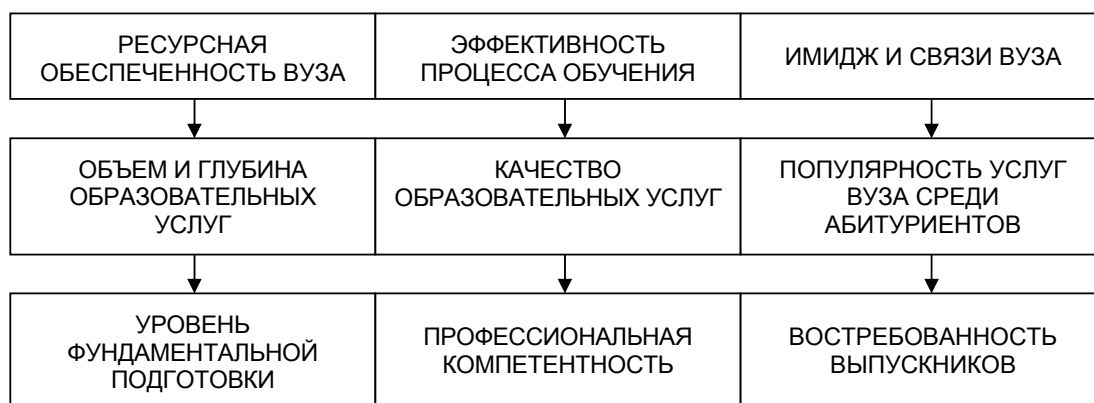 РЕСУРСНАЯ
ОБЕСПЕЧЕННОСТЬ ВУЗА
ЭФФЕКТИВНОСТЬ
ПРОЦЕССА ОБУЧЕНИЯ
ИМИДЖ И СВЯЗИ ВУЗА
ОБЪЕМ И ГЛУБИНА
ОБРАЗОВАТЕЛЬНЫХ
УСЛУГ
КАЧЕСТВО
ОБРАЗОВАТЕЛЬНЫХ УСЛУГ
ПОПУЛЯРНОСТЬ УСЛУГ
ВУЗА СРЕДИ
АБИТУРИЕНТОВ
УРОВЕНЬ
ФУНДАМЕНТАЛЬНОЙ
ПОДГОТОВКИ
ПРОФЕССИОНАЛЬНАЯ
КОМПЕТЕНТНОСТЬ
ВОСТРЕБОВАННОСТЬ
ВЫПУСКНИКОВ